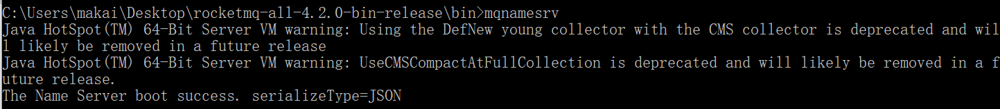 C:\Users\makai\Desktop\rocketmq-all-4.2.0-bin-release\bin>mqnamesrv
Java HotSpot(TM) 64-Bit Server VM warning: Using the DefNew young collector with the CMS collector is deprecated and wil
l likely be removed in a future release
Java HotSpot(TM) 64-Bit Server VM warning: UseCMSCompactAtFullCollection is deprecated and will likely be removed in a f
uture release.
The Name Server boot success. serializeType=JSON